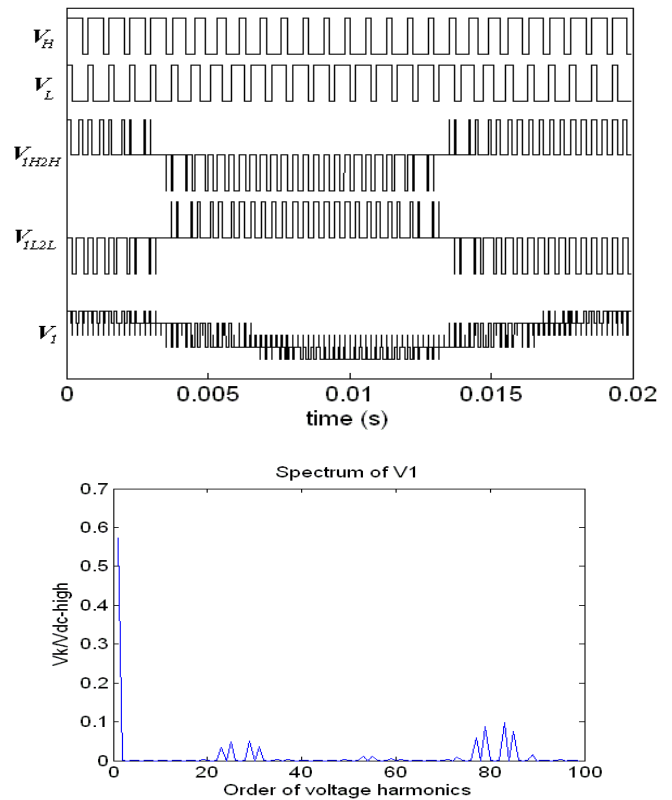 V_H
V_L
V_1H2H
V_1L2L
V_1
0 0.005 0.01 0.015 0.02
time (s)
Spectrum of V1
0.7
0.6
0.5
0.4
0.3
0.2
0.1
0
Vk/Vdc-high
0 20 40 60 80 100
Order of voltage harmonics